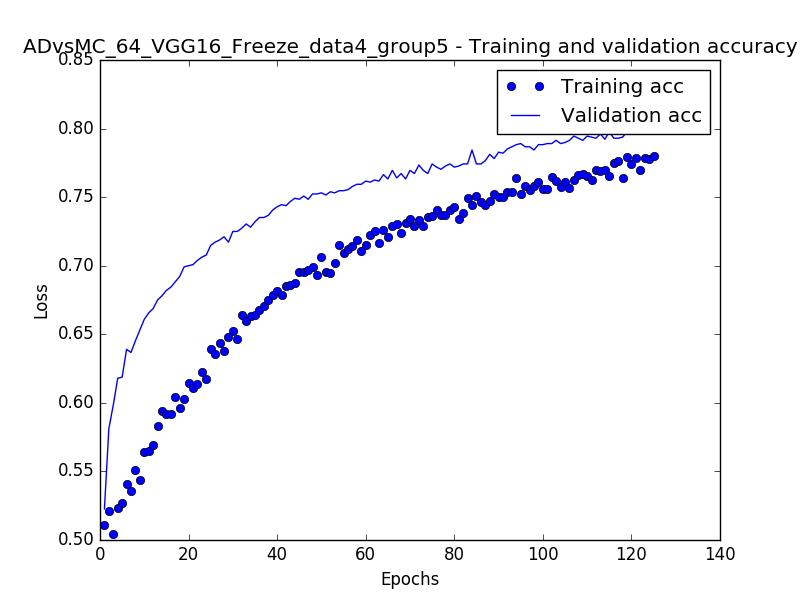 ADvsMC_64_VGG16_Freeze_data4_group5 - Training and validation accuracy
0.85
Training acc
Validation acc
0.80
0.75
0.70
0.65
0.60
0.55
0.50
Loss
0 20 40 60 80 100 120 140
Epochs